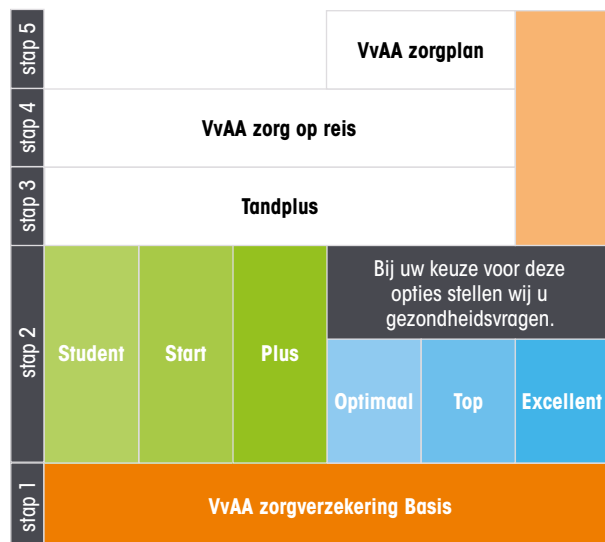 stap 5
VvAA zorgplan
stap 4
VvAA zorg op reis
stap 3
Tandplus
stap 2
Student
Start
Plus
Bij uw keuze voor deze
opties stellen wij u
gezondheidsvragen.
Optimaal
Top
Excellent
stap 1
VvAA zorgverzekering Basis